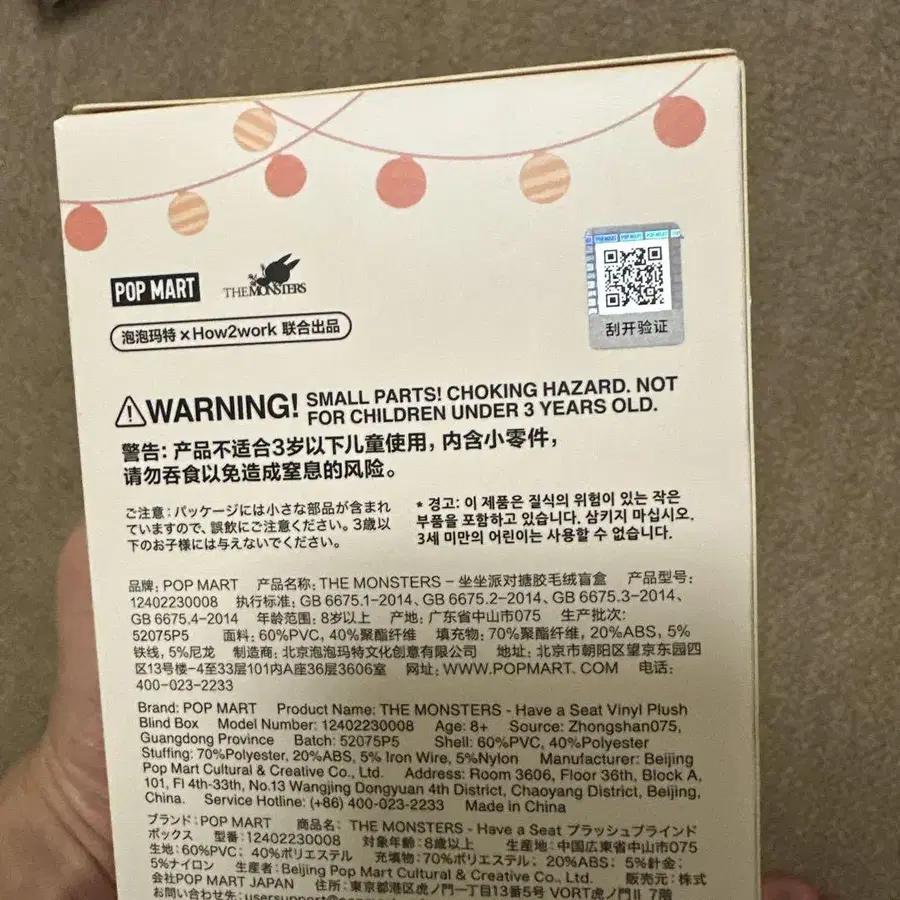 POP MART
THE MONSTERS
泡泡玛特 x How2work 联合出品
刮开验证
WARNING! SMALL PARTS! CHOKING HAZARD. NOT
FOR CHILDREN UNDER 3 YEARS OLD.
警告: 产品不适合3岁以下儿童使用，内含小零件，
请勿吞食以免造成窒息的风险。
ご注意：パッケージには小さな部品が含まれ
ていますので、誤飲にご注意ください。3歳以
下のお子様には与えないでください。
* 경고: 이 제품은 질식의 위험이 있는 작은
부품을 포함하고 있습니다. 삼키지 마십시오.
3세 미만의 어린이는 사용할 수 없습니다.
品牌: POP MART 产品名称: THE MONSTERS – 坐坐派对搪胶毛绒盲盒 产品型号:
12402230008 执行标准: GB 6675.1-2014、GB 6675.2-2014、GB 6675.3-2014、
GB 6675.4-2014 年龄范围: 8岁以上 产地: 广东省中山市075 生产批次:
52075P5 面料: 60%PVC, 40%聚酯纤维 填充物: 70%聚酯纤维, 20%ABS, 5%
铁线, 5%尼龙 制造商: 北京泡泡玛特文化创意有限公司 地址: 北京市朝阳区望京东园四
区13号楼-4至33层101内A座36层3606室 网址: WWW.POPMART. COM 电话:
400-023-2233
Brand: POP MART Product Name: THE MONSTERS - Have a Seat Vinyl Plush
Blind Box Model Number: 12402230008 Age: 8+ Source: Zhongshan075,
Guangdong Province Batch: 52075P5 Shell: 60%PVC, 40%Polyester
Stuffing: 70%Polyester, 20%ABS, 5% Iron Wire, 5%Nylon Manufacturer: Beijing
Pop Mart Cultural & Creative Co., Ltd. Address: Room 3606, Floor 36th, Block A,
101, Fl 4th-33th, No.13 Wangjing Dongyuan 4th District, Chaoyang District, Beijing,
China. Service Hotline: (+86) 400-023-2233 Made in China
ブランド: POP MART 商品名: THE MONSTERS - Have a Seat プラッシュブラインド
ボックス 型番: 12402230008 対象年齢: 8歳以上 生産地: 中国広東省中山市075
生地: 60%PVC; 40%ポリエステル 充填物: 70%ポリエステル; 20%ABS; 5%針金;
5%ナイロン 生産者: Beijing Pop Mart Cultural & Creative Co., Ltd. 販売元: 株式
会社POP MART JAPAN 住所: 東京都港区虎ノ門一丁目13番5号 VORT虎ノ門II 7階
お問い合わせ先: